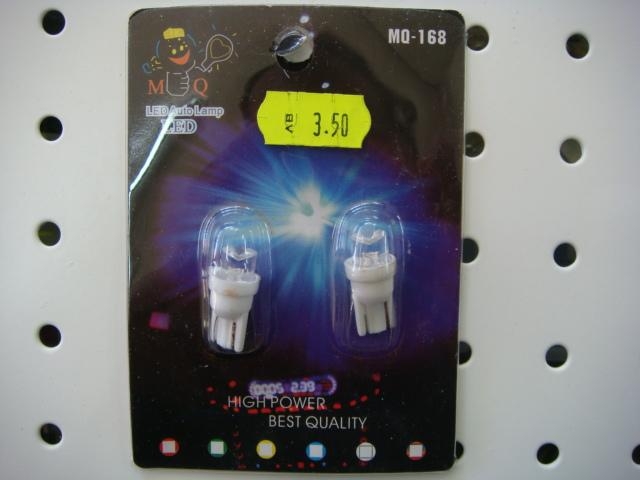 MQ-168
M Q
LED Auto Lamp
LED
AB 3.50
HIGH POWER
BEST QUALITY